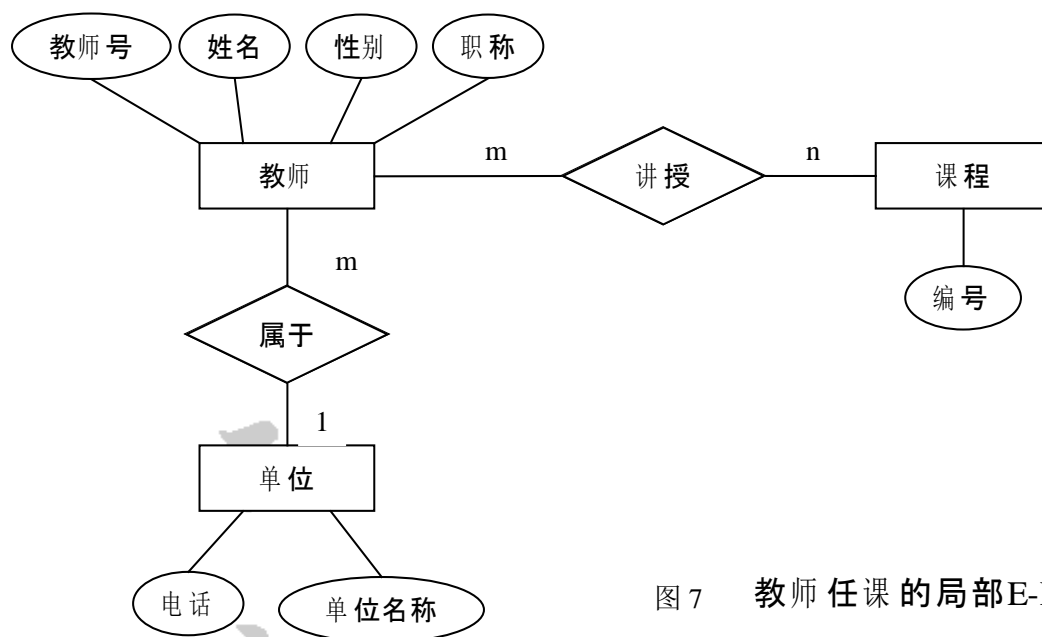 教师号 姓名 性别 职称
教师 m 讲授 n 课程
m
编号
属于
1
单位
电话 单位名称
图7 教师任课的局部E-